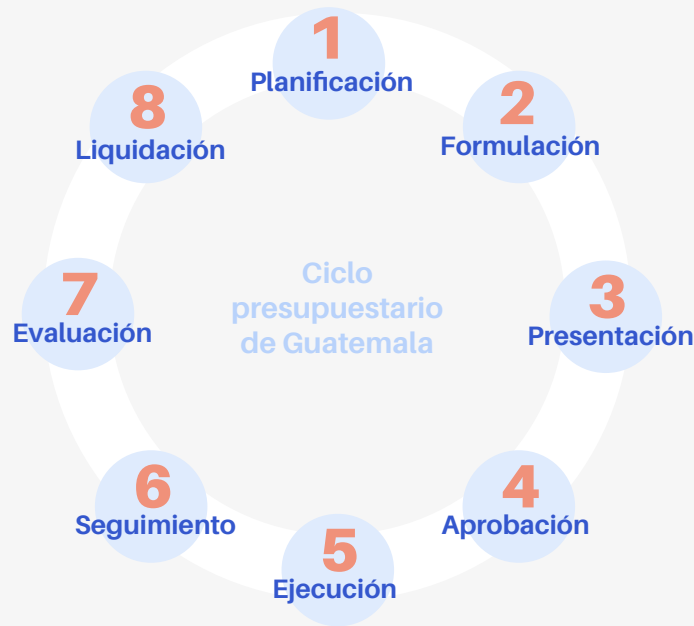 1
Planificación
2
Formulación
3
Presentación
4
Aprobación
5
Ejecución
6
Seguimiento
7
Evaluación
8
Liquidación
Ciclo
presupuestario
de Guatemala